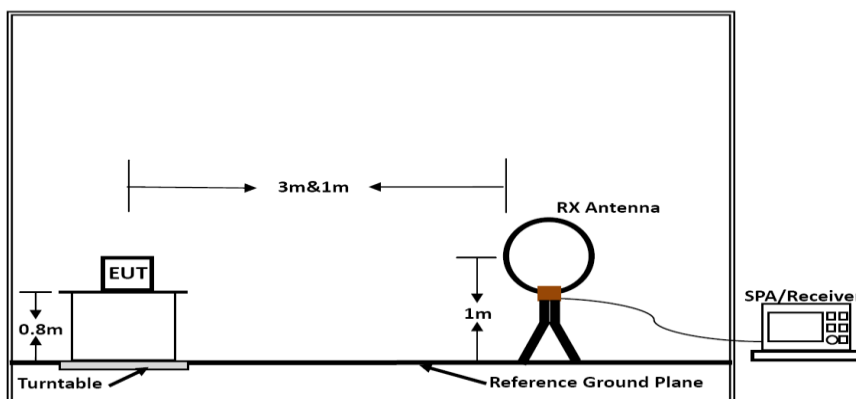 3m&1m
RX Antenna
EUT
SPA/Receiver
0.8m
1m
Turntable
Reference Ground Plane